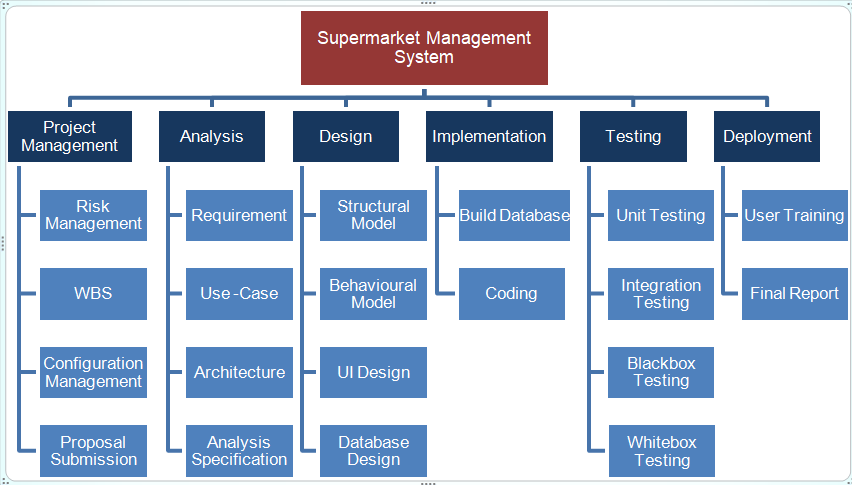 Supermarket Management
System
Project
Management
Analysis
Design
Implementation
Testing
Deployment
Risk
Management
WBS
Configuration
Management
Proposal
Submission
Requirement
Use-Case
Architecture
Analysis
Specification
Structural
Model
Behavioural
Model
UI Design
Database
Design
Build Database
Coding
Unit Testing
Integration
Testing
Blackbox
Testing
Whitebox
Testing
User Training
Final Report